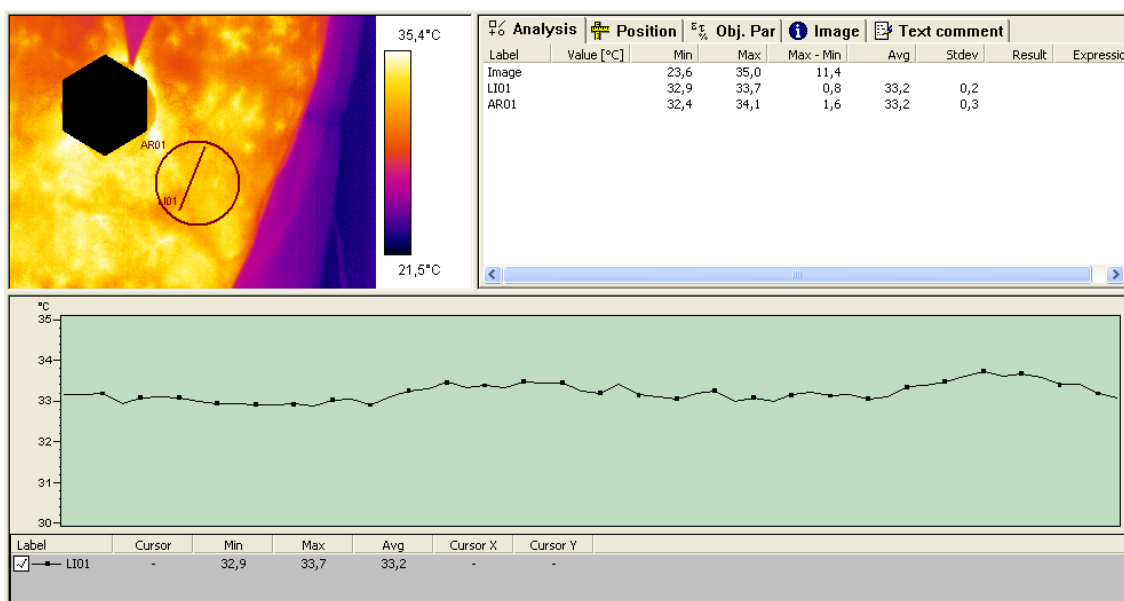 35,4°C
AR01
LI01
21,5°C
Analysis Position ετ% Obj. Par Image Text comment
Label Value [°C] Min Max Max - Min Avg Stdev Result Expressio
Image 23,6 35,0 11,4
LI01 32,9 33,7 0,8 33,2 0,2
AR01 32,4 34,1 1,6 33,2 0,3
°C
35
34
33
32
31
30
Label Cursor Min Max Avg Cursor X Cursor Y
LI01 - 32,9 33,7 33,2 - -